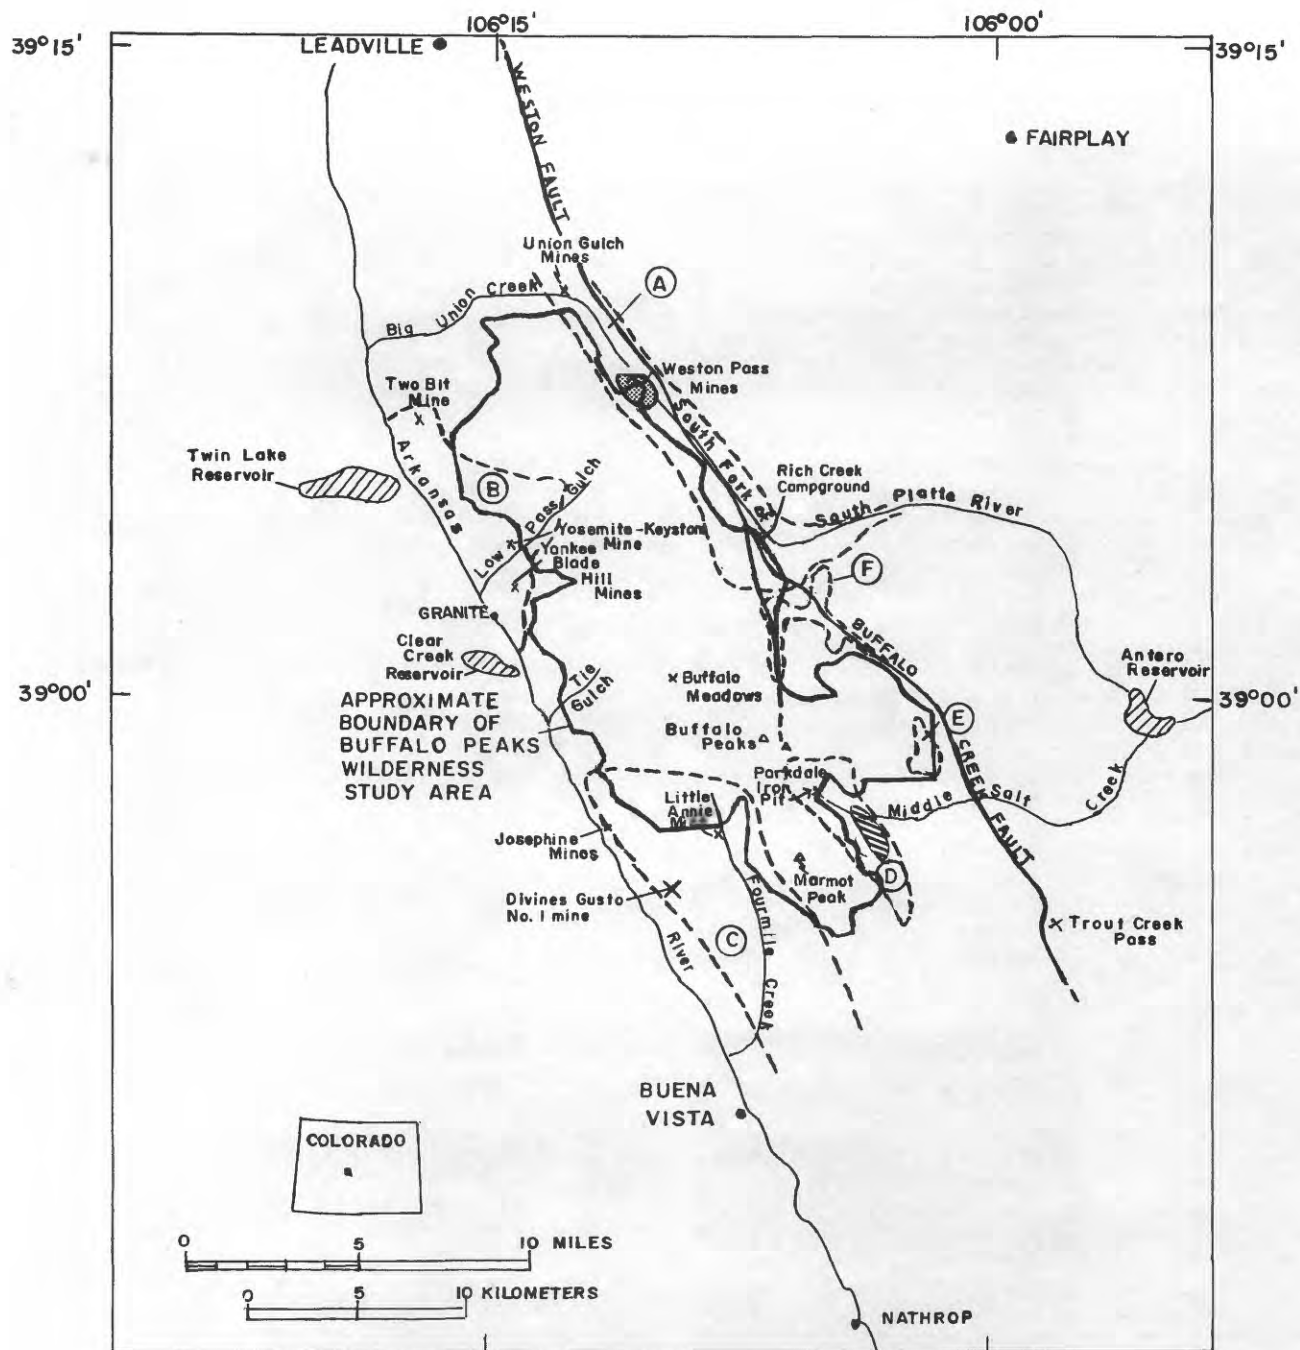 106°15'
106°00'
39°15'
LEADVILLE
39°15'
WESTON FAULT
FAIRPLAY
Union Gulch
Mines
A
Big Union Creek
Weston Pass
Mines
Two Bit
Mine
South Fork of
South Platte River
Twin Lake
Reservoir
Arkansas
B
Rich Creek
Campground
Low Pass Gulch
Yosemite-Keyston
Mine
Yankee
Blade
Hill
Mines
F
GRANITE
BUFFALO
Clear
Creek
Reservoir
Tie
Gulch
Buffalo
Meadows
Antero
Reservoir
39°00'
39°00'
APPROXIMATE
BOUNDARY OF
BUFFALO PEAKS
WILDERNESS
STUDY AREA
Buffalo
Peaks
E
CREEK
FAULT
Parkdale
Iron
Pit
Middle Salt
Creek
Little
Annie
Josephine
Mines
Divines Gusto
No. 1 mine
Marmot
Peak
D
C
Fourmile Creek
River
Trout Creek
Pass
BUENA
VISTA
COLORADO
0 5 10 MILES
0 5 10 KILOMETERS
NATHROP